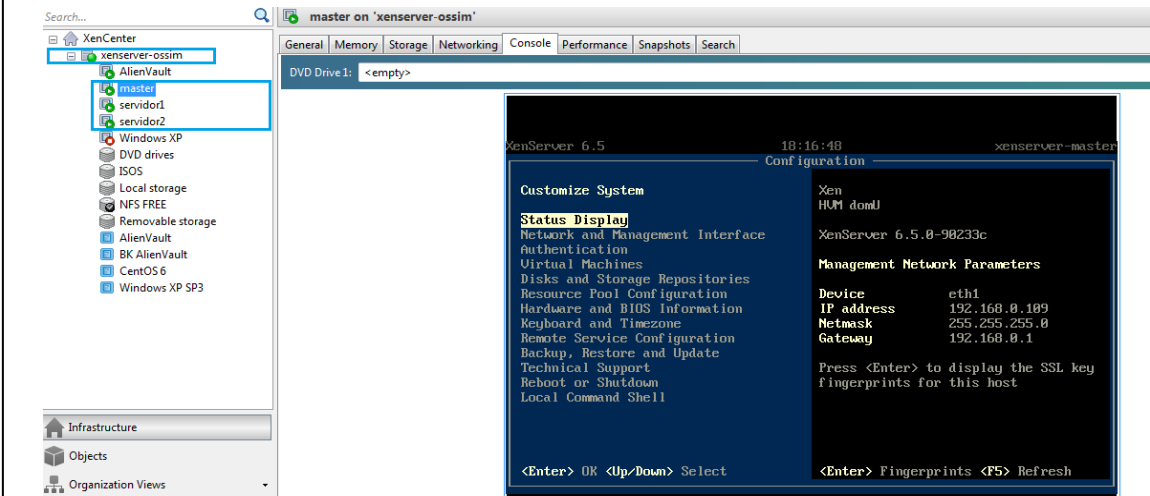 Search...
XenCenter
xenserver-ossim
AlienVault
master
servidor1
servidor2
Windows XP
DVD drives
ISOS
Local storage
NFS FREE
Removable storage
AlienVault
BK AlienVault
CentOS 6
Windows XP SP3
Infrastructure
Objects
Organization Views
master on 'xenserver-ossim'
General Memory Storage Networking Console Performance Snapshots Search
DVD Drive 1: <empty>
XenServer 6.5 18:16:48 xenserver-master
Configuration
Customize System
Status Display
Network and Management Interface
Authentication
Virtual Machines
Disks and Storage Repositories
Resource Pool Configuration
Hardware and BIOS Information
Keyboard and Timezone
Remote Service Configuration
Backup, Restore and Update
Technical Support
Reboot or Shutdown
Local Command Shell
<Enter> OK <Up/Down> Select
Xen
HVM domU
XenServer 6.5.0-90233c
Management Network Parameters
Device eth1
IP address 192.168.0.109
Netmask 255.255.255.0
Gateway 192.168.0.1
Press <Enter> to display the SSL key
fingerprints for this host
<Enter> Fingerprints <F5> Refresh